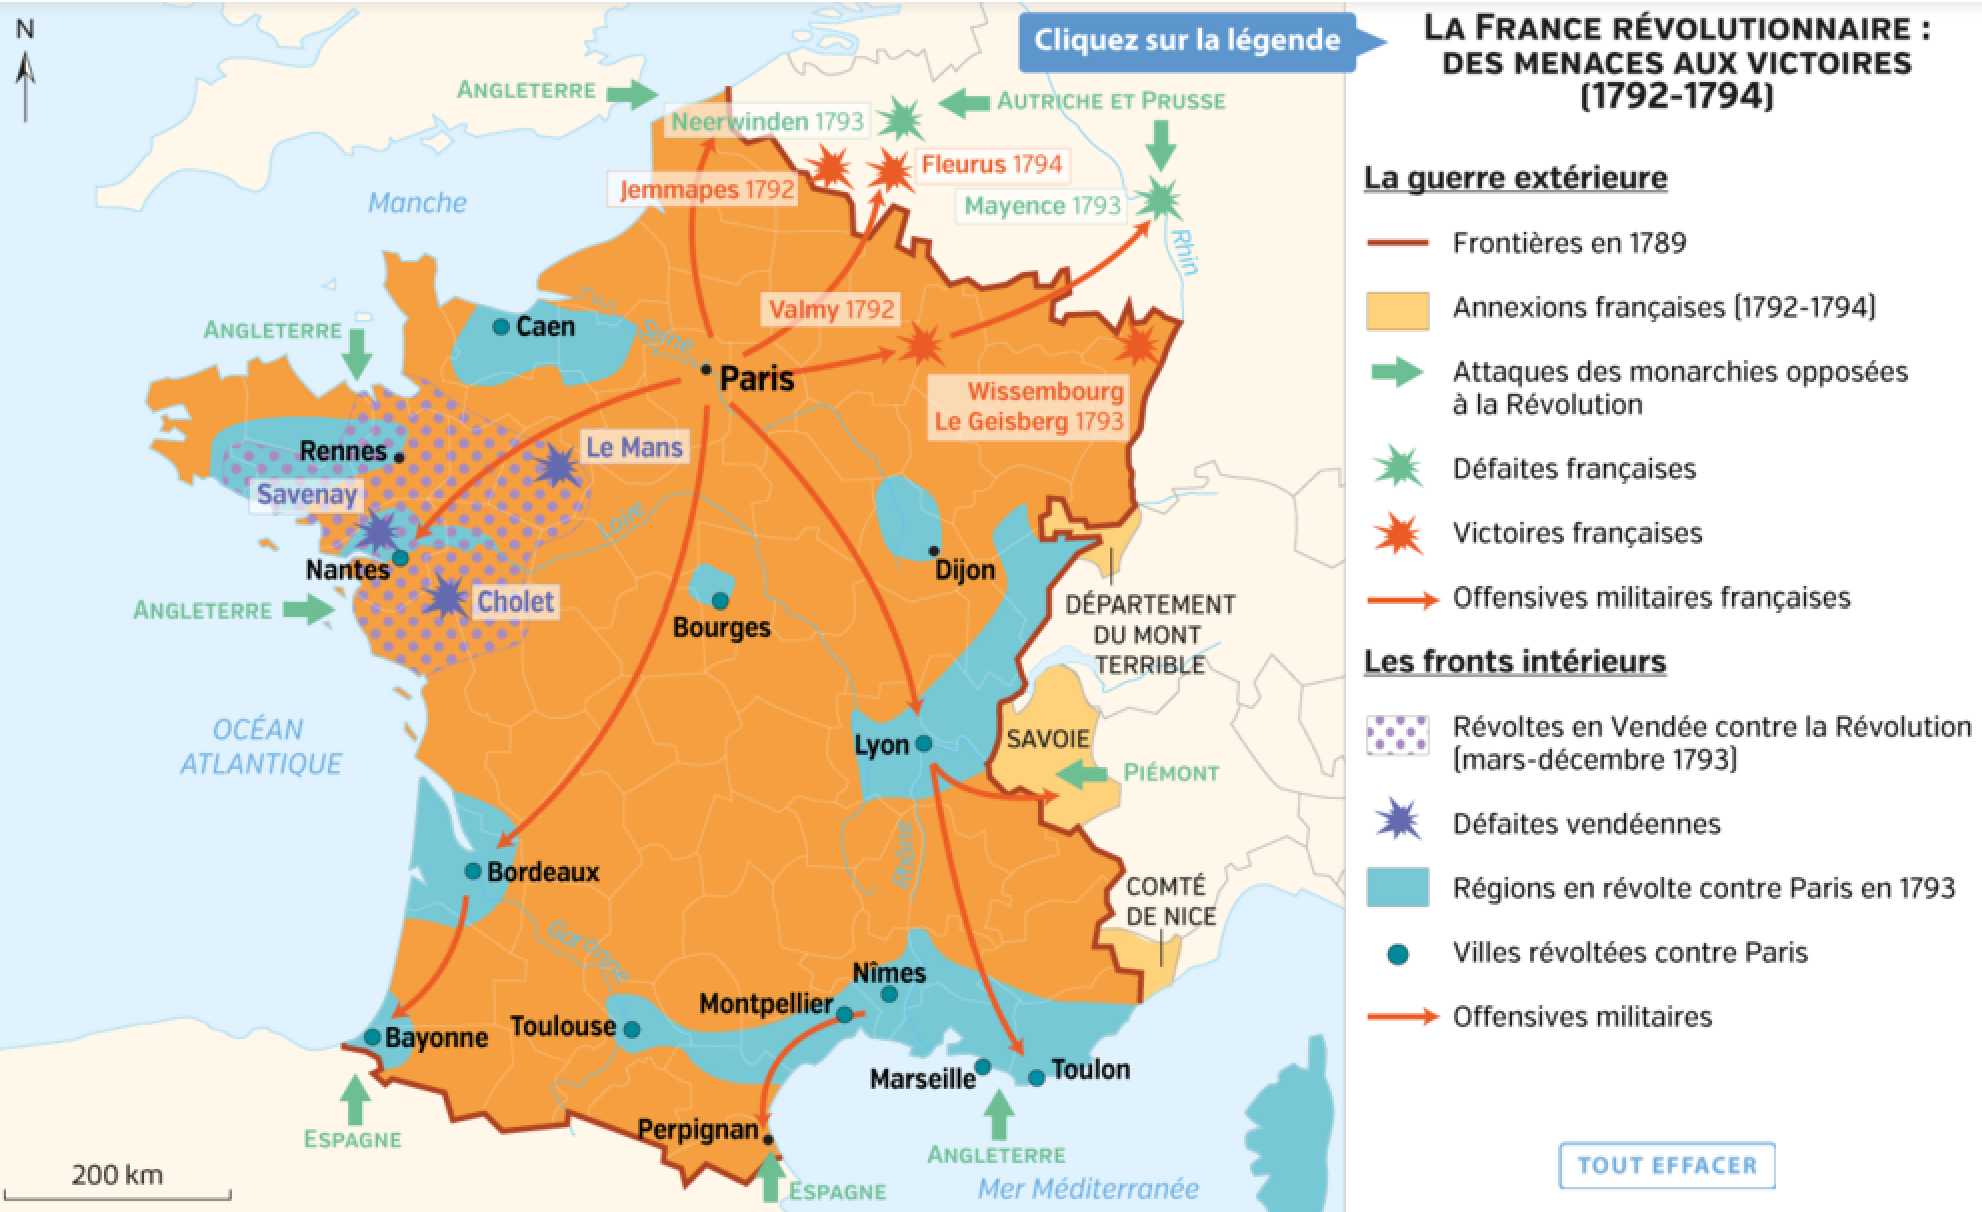 N
Cliquez sur la légende
LA FRANCE RÉVOLUTIONNAIRE :
DES MENACES AUX VICTOIRES
(1792-1794)
ANGLETERRE
AUTRICHE ET PRUSSE
Neerwinden 1793
Fleurus 1794
Jemmapes 1792
Mayence 1793
Manche
Rhin
Valmy 1792
ANGLETERRE
Caen
Seine
Paris
Wissembourg
Le Geisberg 1793
Rennes
Le Mans
Savenay
Loire
Nantes
Dijon
ANGLETERRE
Cholet
Bourges
DÉPARTEMENT
DU MONT
TERRIBLE
OCÉAN
ATLANTIQUE
Lyon
SAVOIE
PIÉMONT
Rhône
Bordeaux
COMTÉ
DE NICE
Garonne
Nîmes
Montpellier
Toulouse
Bayonne
Marseille
Toulon
ESPAGNE
Perpignan
ANGLETERRE
ESPAGNE
Mer Méditerranée
200 km
La guerre extérieure
Frontières en 1789
Annexions françaises (1792-1794)
Attaques des monarchies opposées
à la Révolution
Défaites françaises
Victoires françaises
Offensives militaires françaises
Les fronts intérieurs
Révoltes en Vendée contre la Révolution
(mars-décembre 1793)
Défaites vendéennes
Régions en révolte contre Paris en 1793
Villes révoltées contre Paris
Offensives militaires
TOUT EFFACER